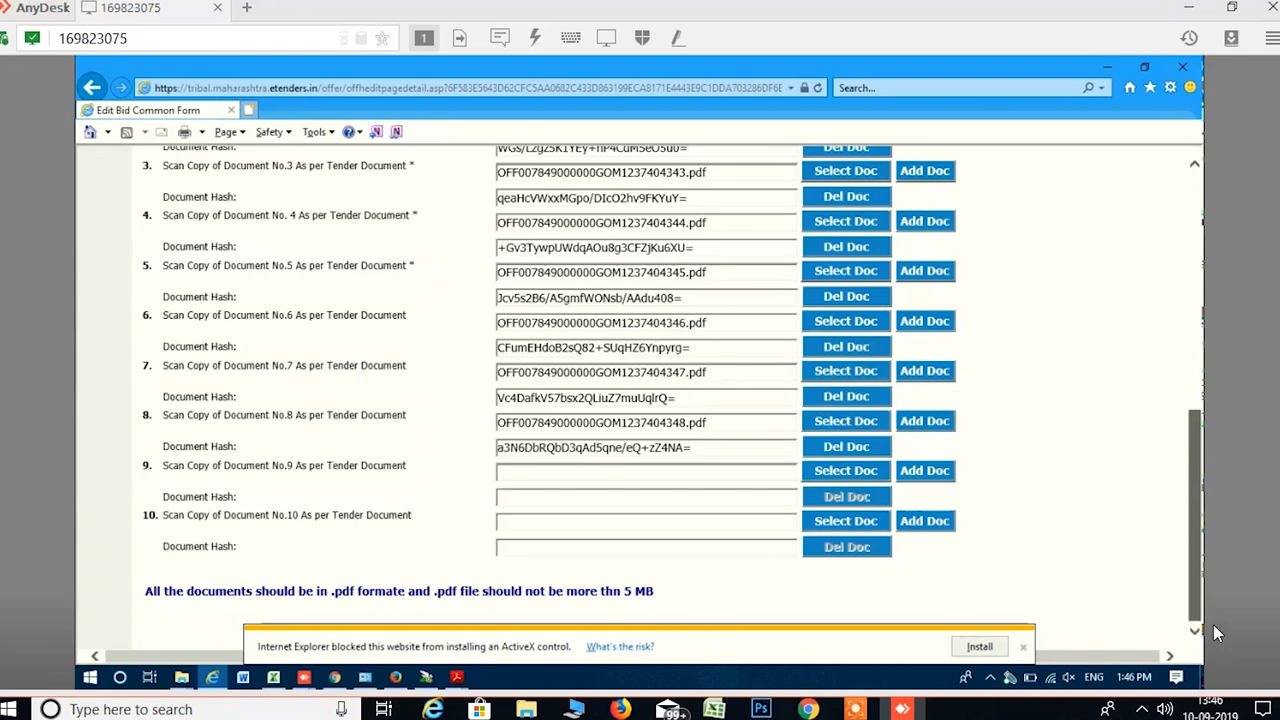 AnyDesk 169823075
169823075 1
https://tribal.maharashtra.etenders.in/offer/offheditpagedetail.asp?6F583E5643D62CFC5AA0682C433D863199ECA8171E4443E9C1DDA703286DF6E Search...
Edit Bid Common Form
Page Safety Tools
Document Hash: Del Doc
3. Scan Copy of Document No.3 As per Tender Document * OFF007849000000GOM1237404343.pdf Select Doc Add Doc
Document Hash: qeaHcVWxxMGpo/DIcO2hv9FKYuY= Del Doc
4. Scan Copy of Document No. 4 As per Tender Document * OFF007849000000GOM1237404344.pdf Select Doc Add Doc
Document Hash: +Gv3TywpUWdqAOu8g3CFZjKu6XU= Del Doc
5. Scan Copy of Document No.5 As per Tender Document * OFF007849000000GOM1237404345.pdf Select Doc Add Doc
Document Hash: Jcv5s2B6/A5gmfWONsb/AAdu408= Del Doc
6. Scan Copy of Document No.6 As per Tender Document OFF007849000000GOM1237404346.pdf Select Doc Add Doc
Document Hash: CFumEHdoB2sQ82+SUqHZ6Ynpyrg= Del Doc
7. Scan Copy of Document No.7 As per Tender Document OFF007849000000GOM1237404347.pdf Select Doc Add Doc
Document Hash: Vc4DafkV57bsx2QLiuZ7muUqlrQ= Del Doc
8. Scan Copy of Document No.8 As per Tender Document OFF007849000000GOM1237404348.pdf Select Doc Add Doc
Document Hash: a3N6DbRQbD3qAd5qne/eQ+zZ4NA= Del Doc
9. Scan Copy of Document No.9 As per Tender Document Select Doc Add Doc
Document Hash: Del Doc
10. Scan Copy of Document No.10 As per Tender Document Select Doc Add Doc
Document Hash: Del Doc
All the documents should be in .pdf formate and .pdf file should not be more thn 5 MB
Internet Explorer blocked this website from installing an ActiveX control. What's the risk? Install
ENG 1:46 PM
Type here to search 99+ 13:46
10-09-2019